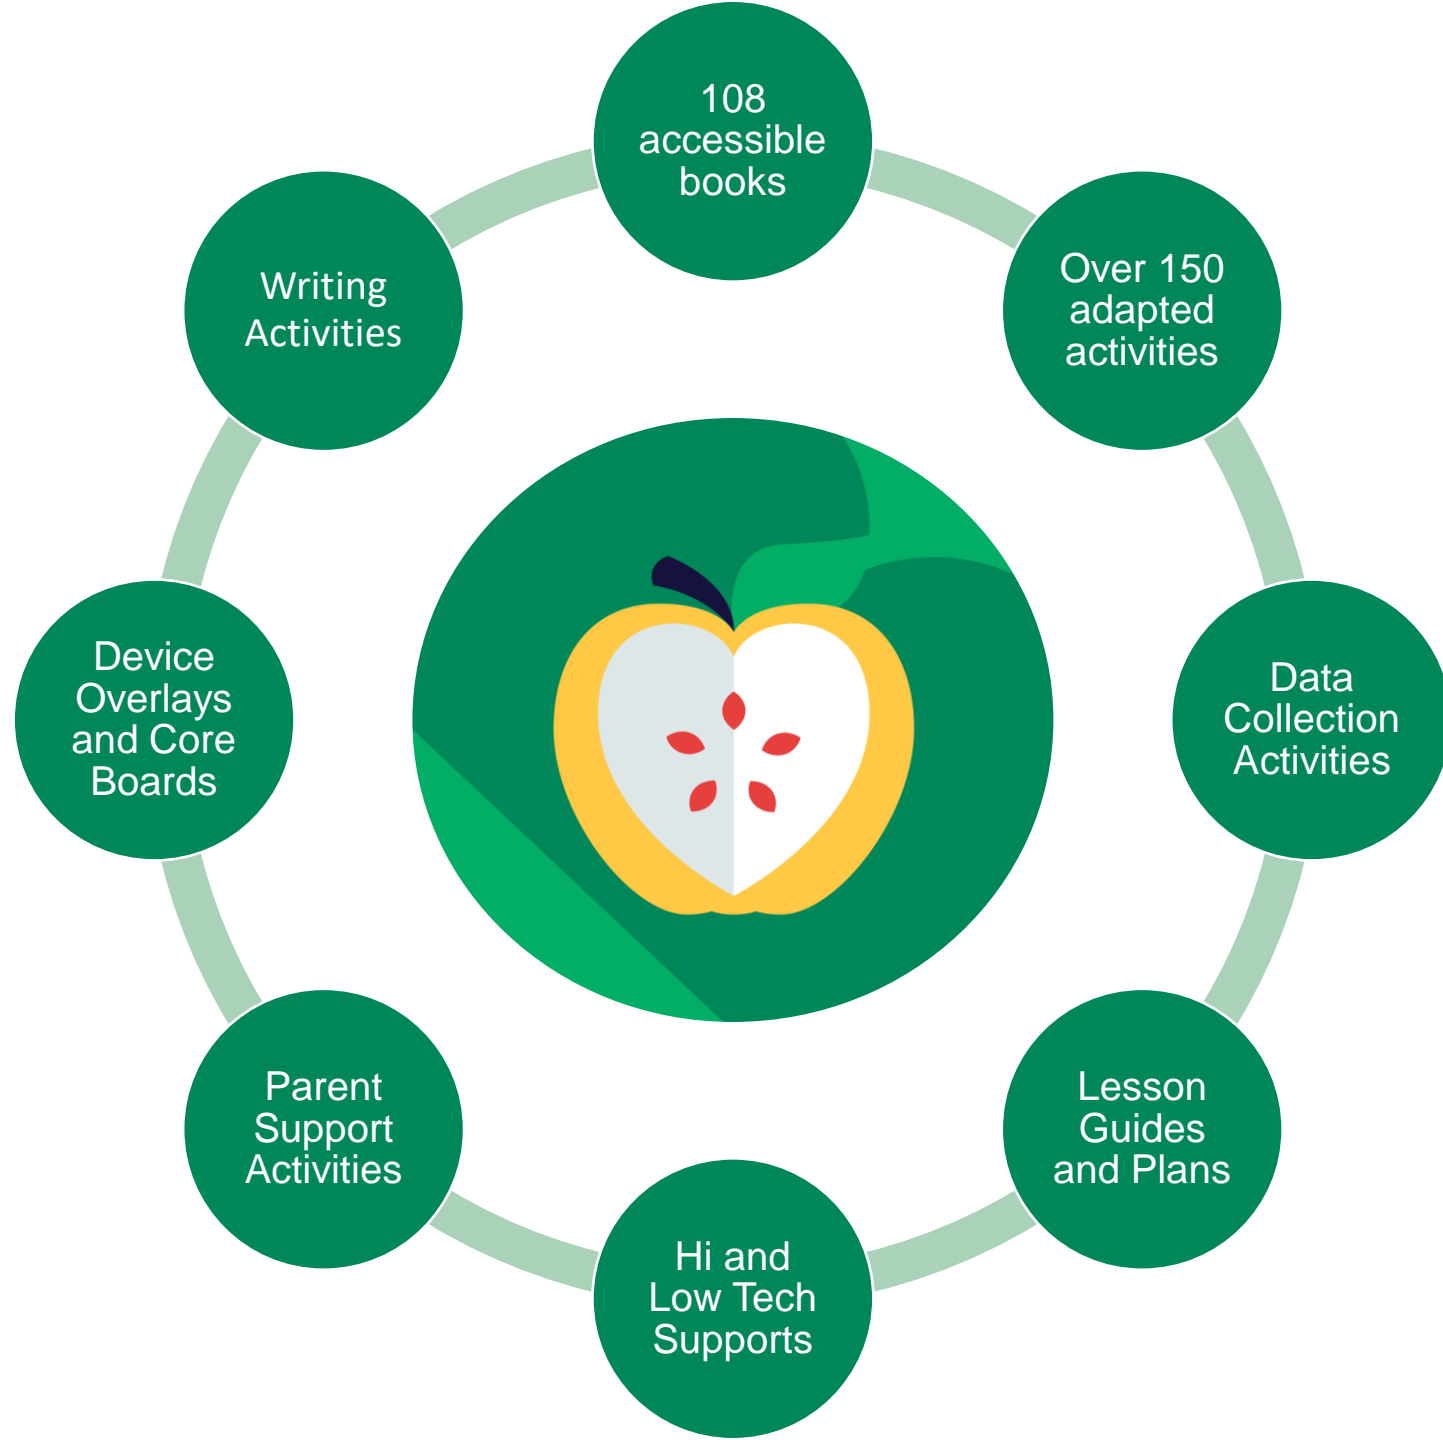 108
accessible
books
Over 150
adapted
activities
Data
Collection
Activities
Lesson
Guides
and Plans
Hi and
Low Tech
Supports
Parent
Support
Activities
Device
Overlays
and Core
Boards
Writing
Activities